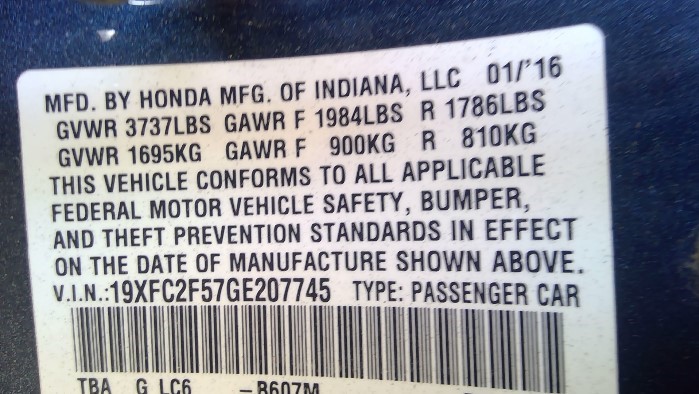 MFD. BY HONDA MFG. OF INDIANA, LLC 01/'16
GVWR 3737LBS GAWR F 1984LBS R 1786LBS
GVWR 1695KG GAWR F 900KG R 810KG
THIS VEHICLE CONFORMS TO ALL APPLICABLE
FEDERAL MOTOR VEHICLE SAFETY, BUMPER,
AND THEFT PREVENTION STANDARDS IN EFFECT
ON THE DATE OF MANUFACTURE SHOWN ABOVE.
V.I.N.:19XFC2F57GE207745 TYPE: PASSENGER CAR
TBA G LC6 -B607M